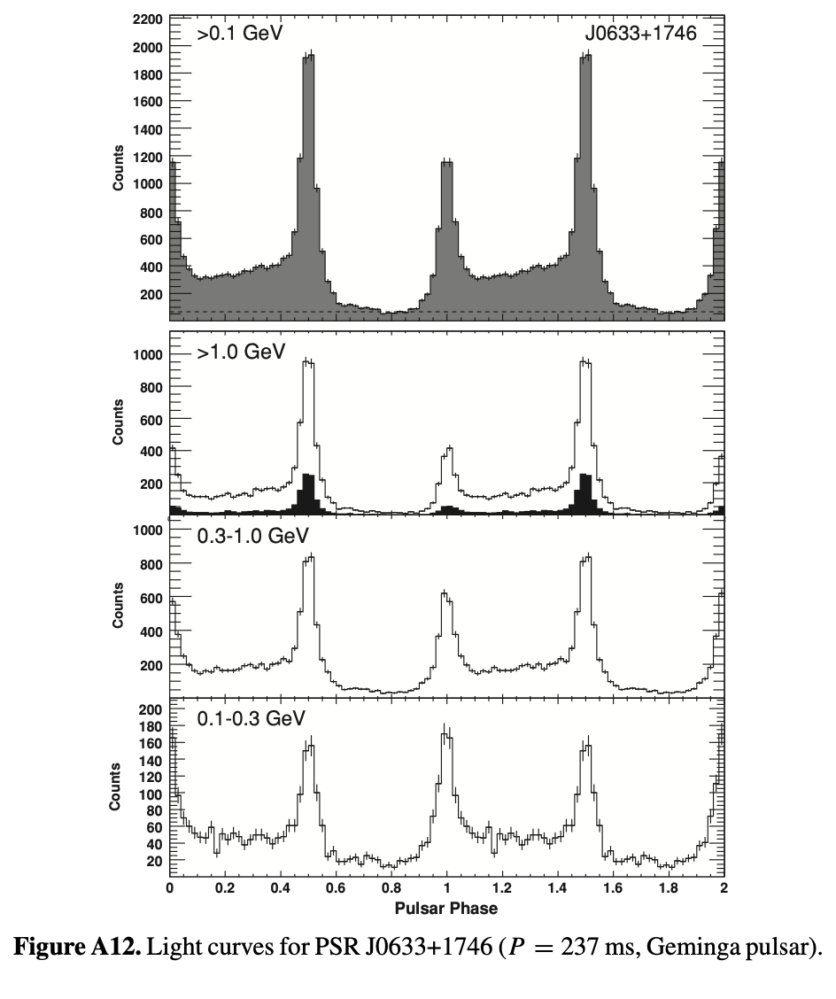 >0.1 GeV J0633+1746
2200
2000
1800
1600
1400
1200
1000
800
600
400
200
Counts
>1.0 GeV
1000
800
600
400
200
Counts
0.3-1.0 GeV
1000
800
600
400
200
Counts
0.1-0.3 GeV
200
180
160
140
120
100
80
60
40
20
Counts
0 0.2 0.4 0.6 0.8 1 1.2 1.4 1.6 1.8 2
Pulsar Phase
Figure A12. Light curves for PSR J0633+1746 (P = 237 ms, Geminga pulsar).